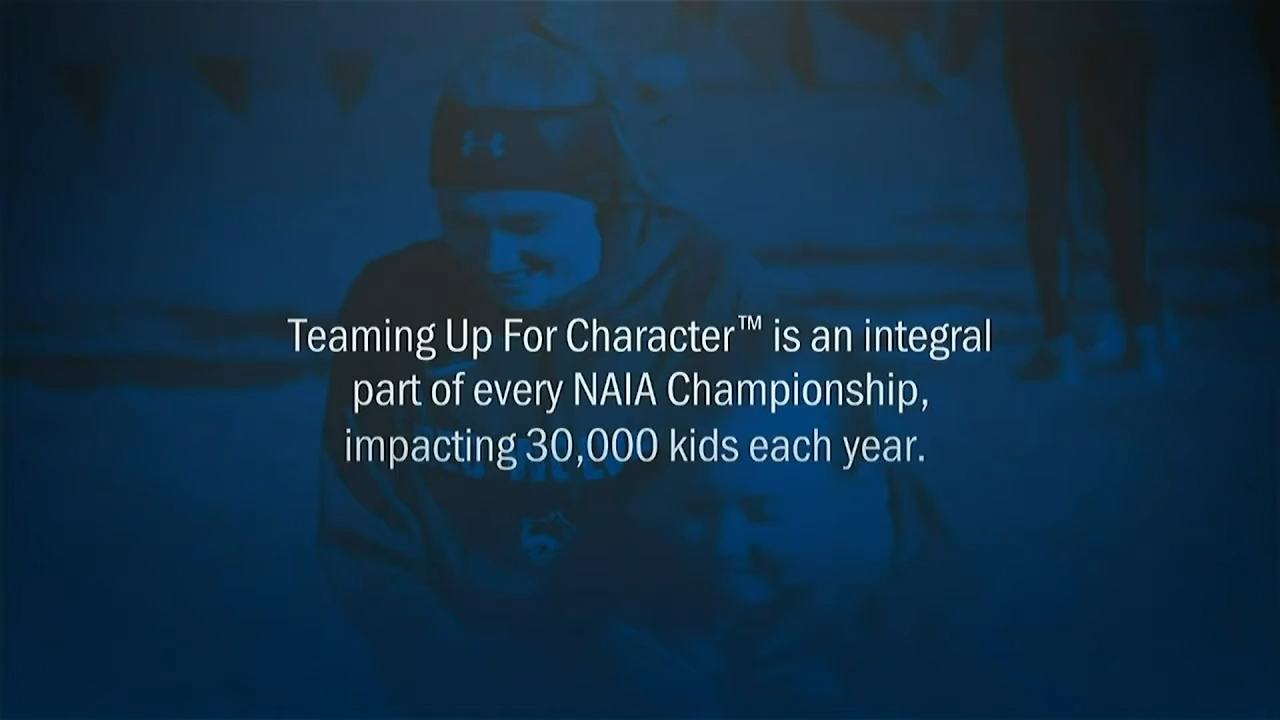 Teaming Up For Character™ is an integral
part of every NAIA Championship,
impacting 30,000 kids each year.